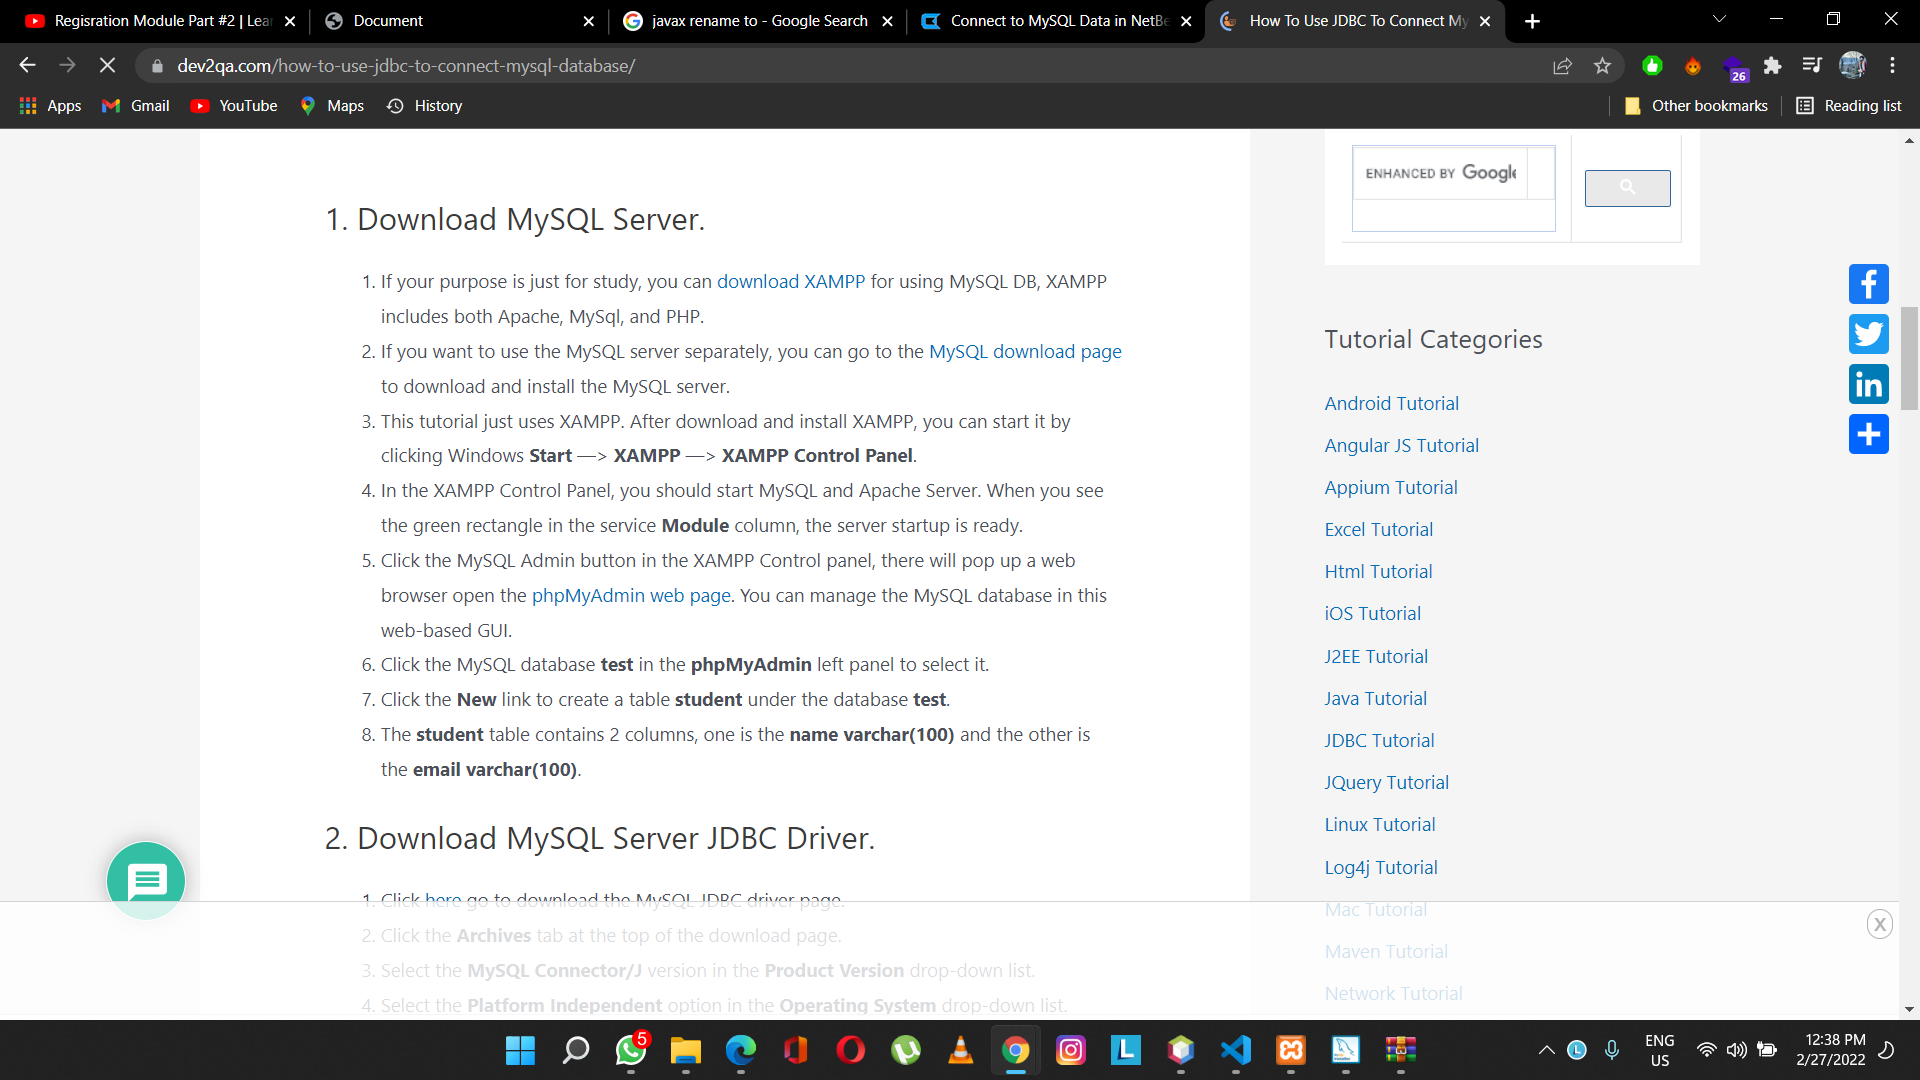 Regisration Module Part #2 | Lear
Document
javax rename to - Google Search
Connect to MySQL Data in NetBe
How To Use JDBC To Connect My
dev2qa.com/how-to-use-jdbc-to-connect-mysql-database/
26
Apps
Gmail
YouTube
Maps
History
Other bookmarks
Reading list
1. Download MySQL Server.
1. If your purpose is just for study, you can download XAMPP for using MySQL DB, XAMPP
includes both Apache, MySql, and PHP.
2. If you want to use the MySQL server separately, you can go to the MySQL download page
to download and install the MySQL server.
3. This tutorial just uses XAMPP. After download and install XAMPP, you can start it by
clicking Windows Start —> XAMPP —> XAMPP Control Panel.
4. In the XAMPP Control Panel, you should start MySQL and Apache Server. When you see
the green rectangle in the service Module column, the server startup is ready.
5. Click the MySQL Admin button in the XAMPP Control panel, there will pop up a web
browser open the phpMyAdmin web page. You can manage the MySQL database in this
web-based GUI.
6. Click the MySQL database test in the phpMyAdmin left panel to select it.
7. Click the New link to create a table student under the database test.
8. The student table contains 2 columns, one is the name varchar(100) and the other is
the email varchar(100).
2. Download MySQL Server JDBC Driver.
1. Click here go to download the MySQL JDBC driver page.
2. Click the Archives tab at the top of the download page.
3. Select the MySQL Connector/J version in the Product Version drop-down list.
4. Select the Platform Independent option in the Operating System drop-down list.
ENHANCED BY Google
Tutorial Categories
Android Tutorial
Angular JS Tutorial
Appium Tutorial
Excel Tutorial
Html Tutorial
iOS Tutorial
J2EE Tutorial
Java Tutorial
JDBC Tutorial
JQuery Tutorial
Linux Tutorial
Log4j Tutorial
Mac Tutorial
Maven Tutorial
Network Tutorial
X
5
ENG
US
12:38 PM
2/27/2022